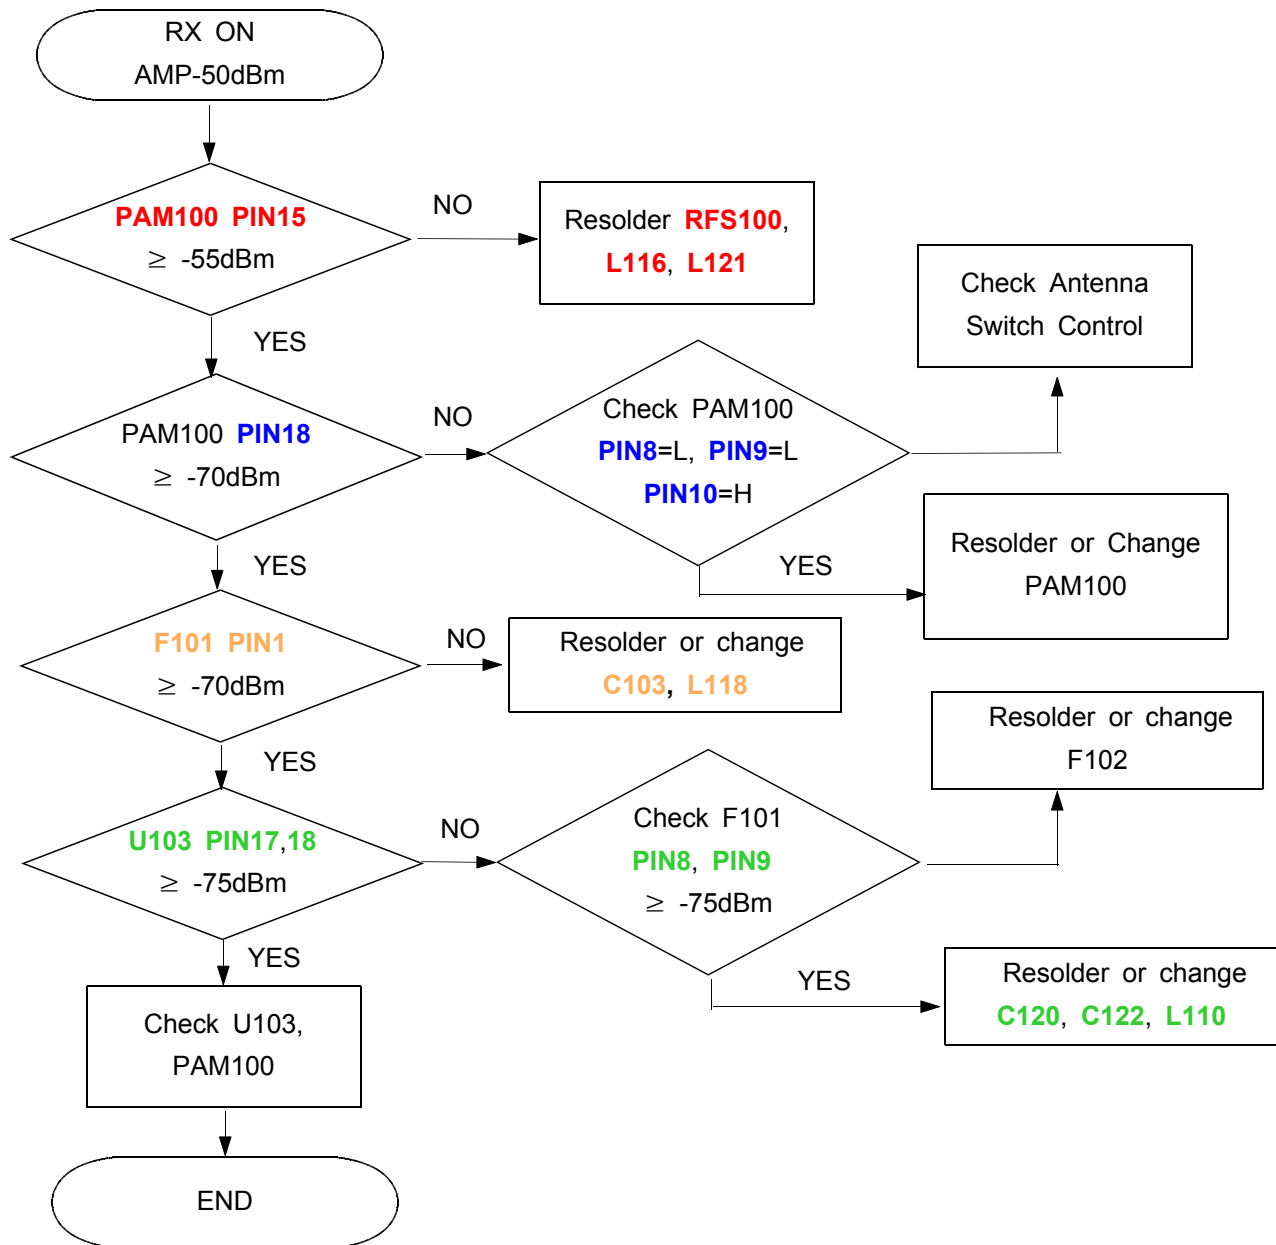 RX ON
AMP-50dBm
PAM100 PIN15
≥ -55dBm
NO
Resolder RFS100,
L116, L121
YES
Check Antenna
Switch Control
PAM100 PIN18
≥ -70dBm
NO
Check PAM100
PIN8=L, PIN9=L
PIN10=H
YES
Resolder or Change
PAM100
YES
F101 PIN1
≥ -70dBm
NO
Resolder or change
C103, L118
YES
Resolder or change
F102
U103 PIN17,18
≥ -75dBm
NO
Check F101
PIN8, PIN9
≥ -75dBm
YES
Resolder or change
C120, C122, L110
YES
Check U103,
PAM100
END